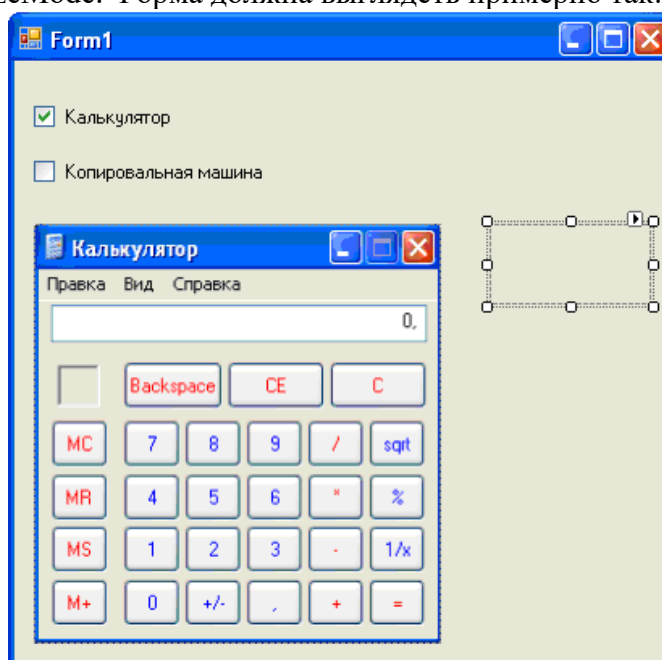 Form1
Калькулятор
Копировальная машина
Калькулятор
Правка Вид Справка
0,
Backspace CE C
MC 7 8 9 / sqrt
MR 4 5 6 * %
MS 1 2 3 - 1/x
M+ 0 +/- , + =